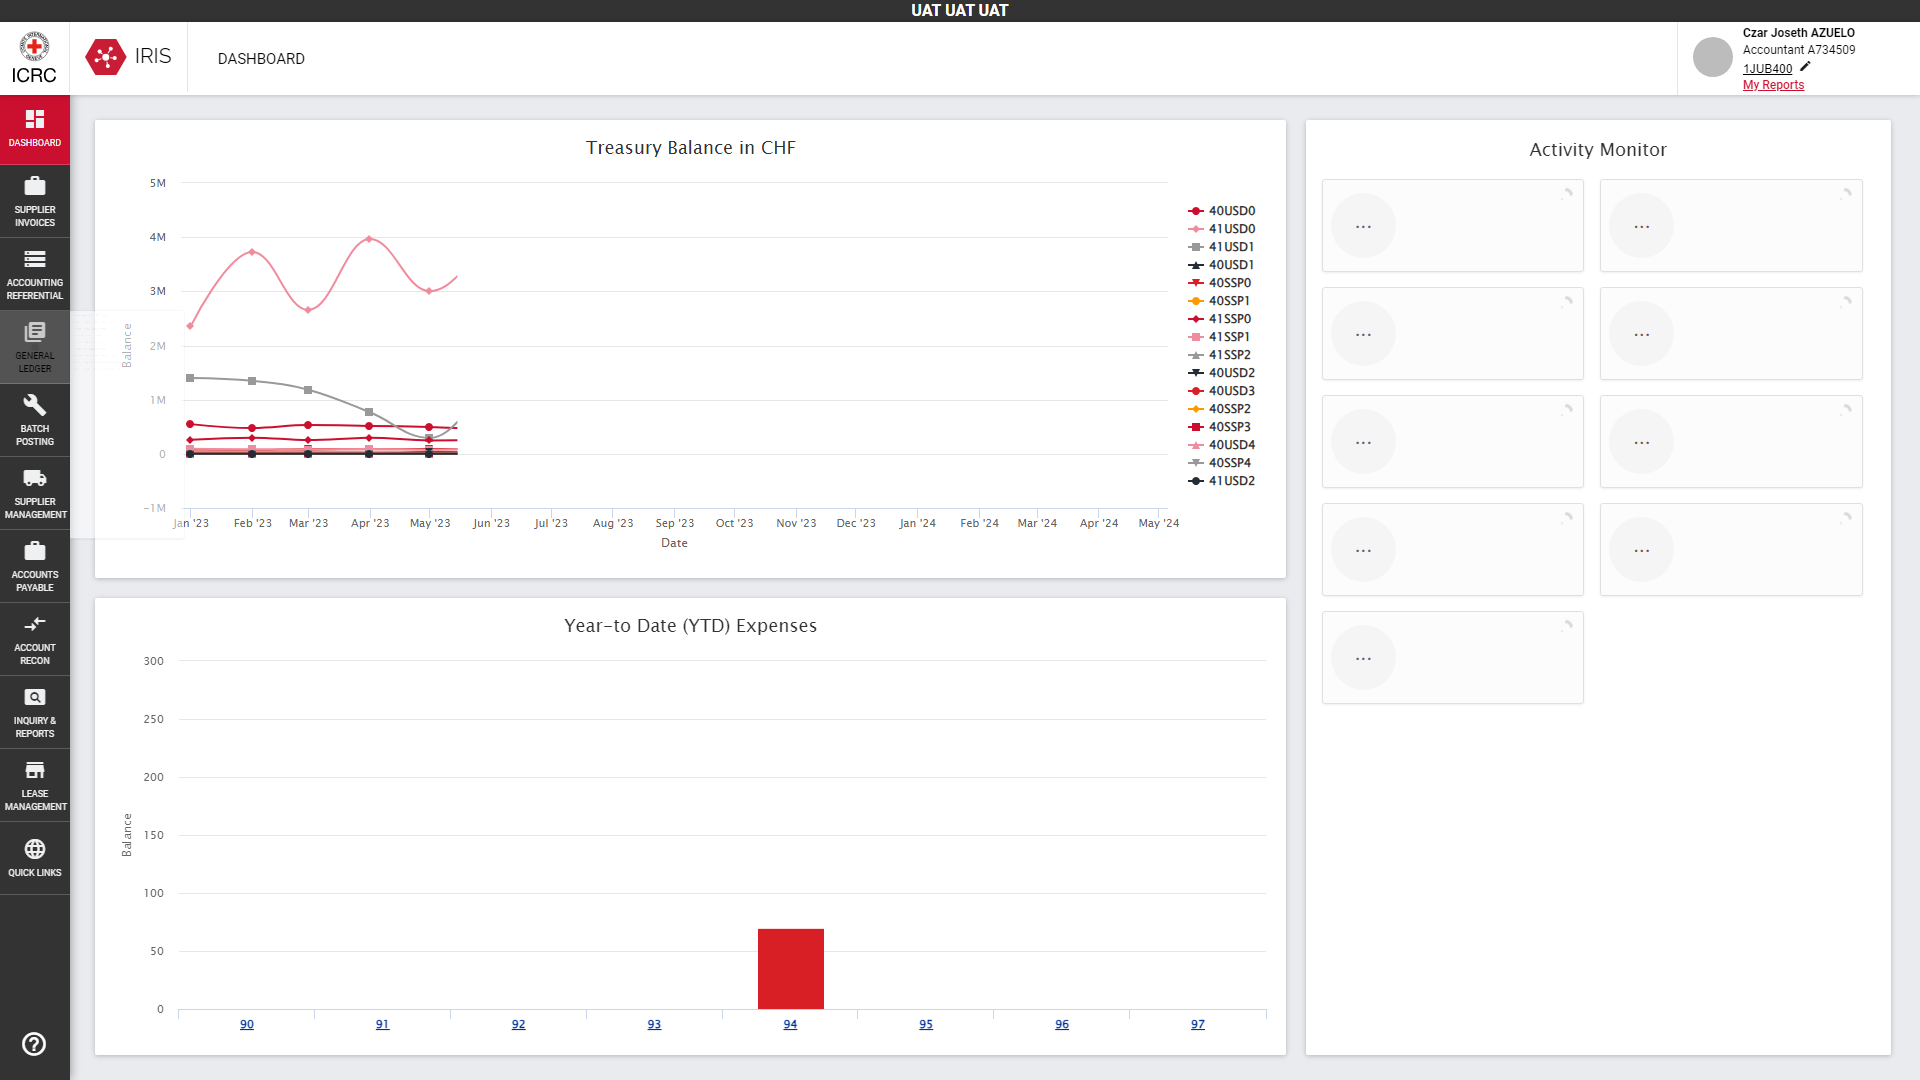 UAT UAT UAT
ICRC
IRIS
DASHBOARD
Czar Joseth AZUELO
Accountant A734509
1JUB400
My Reports
DASHBOARD
SUPPLIER
INVOICES
ACCOUNTING
REFERENTIAL
GENERAL
LEDGER
BATCH
POSTING
SUPPLIER
MANAGEMENT
ACCOUNTS
PAYABLE
ACCOUNT
RECON
INQUIRY &
REPORTS
LEASE
MANAGEMENT
QUICK LINKS
Treasury Balance in CHF
Balance
5M
4M
3M
2M
1M
0
-1M
Jan '23 Feb '23 Mar '23 Apr '23 May '23 Jun '23 Jul '23 Aug '23 Sep '23 Oct '23 Nov '23 Dec '23 Jan '24 Feb '24 Mar '24 Apr '24 May '24
Date
40USD0
41USD0
41USD1
40USD1
40SSP0
40SSP1
41SSP0
41SSP1
41SSP2
40USD2
40USD3
40SSP2
40SSP3
40USD4
40SSP4
41USD2
Year-to Date (YTD) Expenses
Balance
300
250
200
150
100
50
0
90 91 92 93 94 95 96 97
Activity Monitor
... ...
... ...
... ...
... ...
...